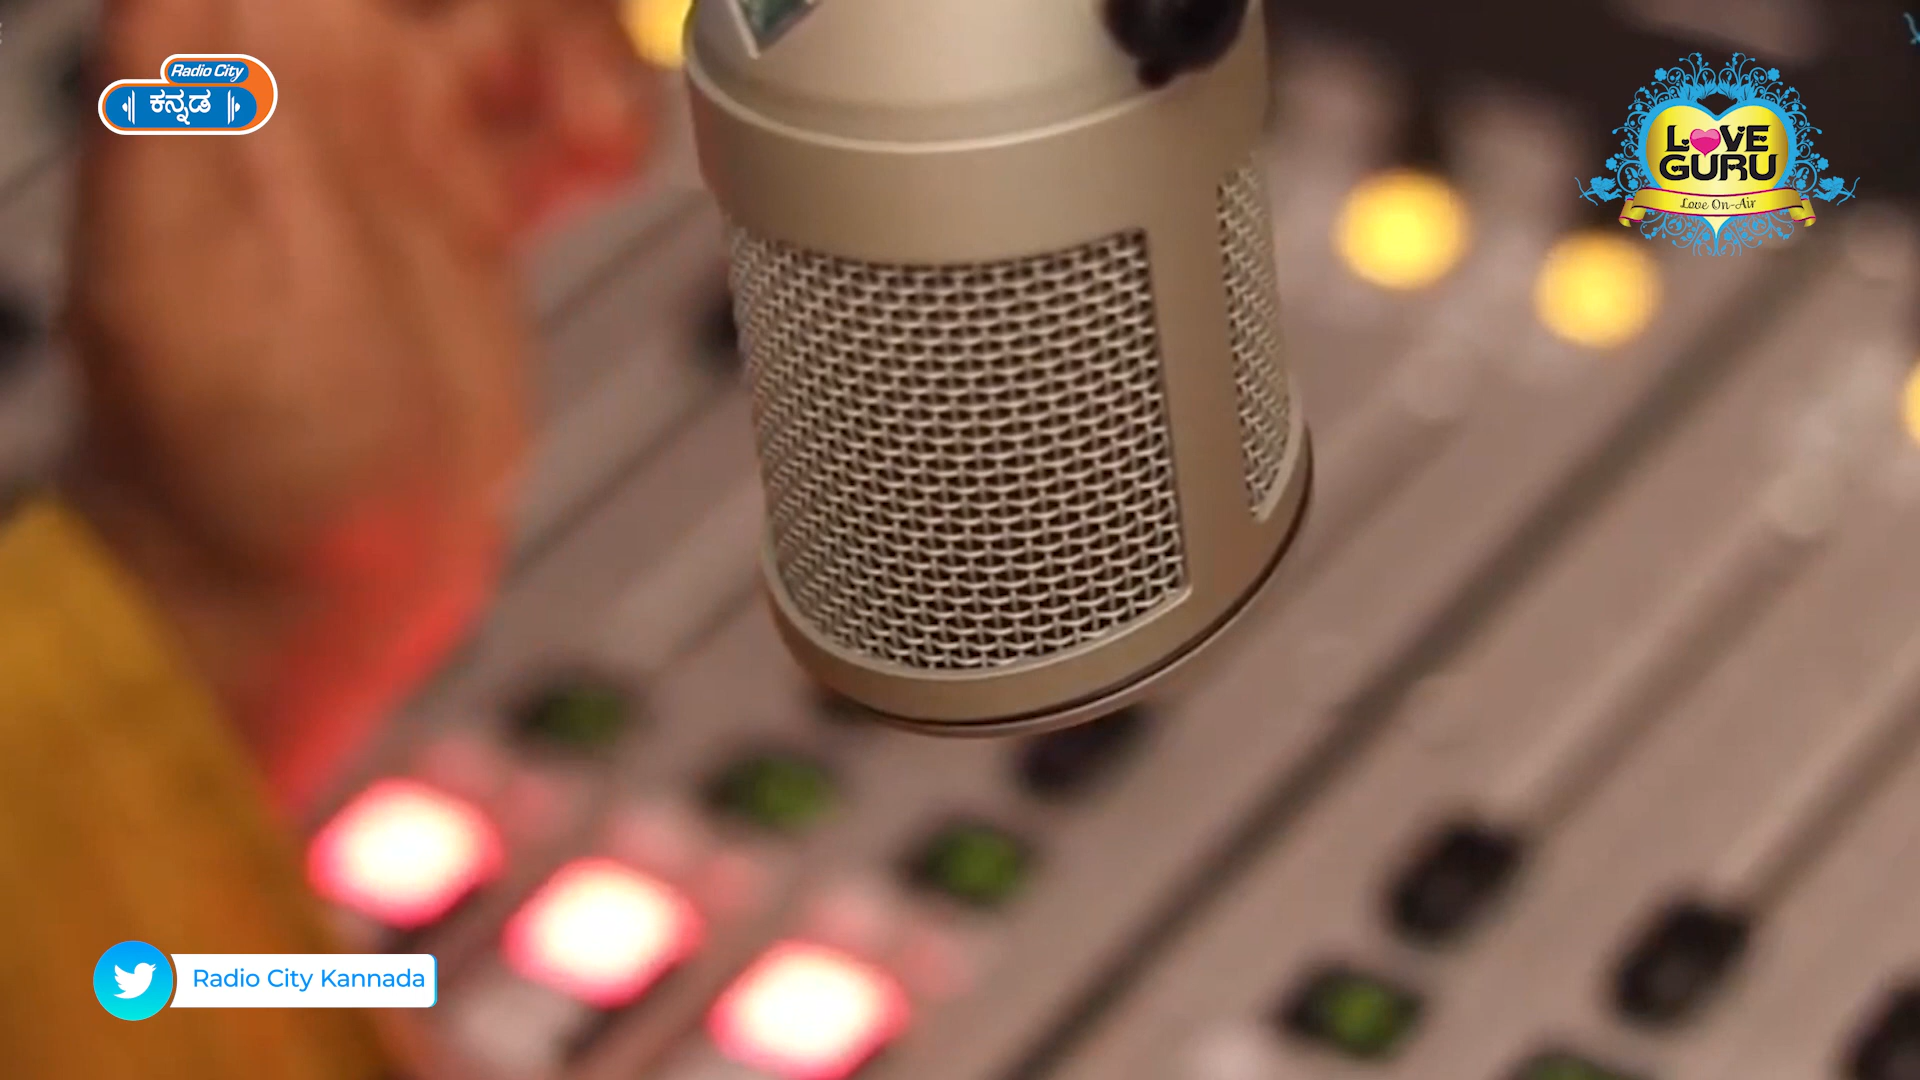 Radio City
ಕನ್ನಡ
LOVE
GURU
Love On-Air
Radio City Kannada